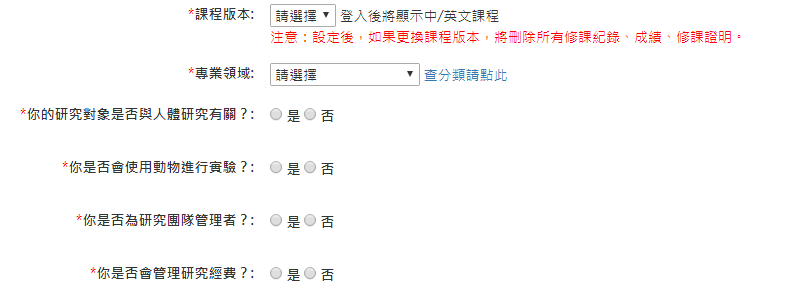 *課程版本: 請選擇 登入後將顯示中/英文課程
注意：設定後，如果更換課程版本，將刪除所有修課紀錄、成績、修課證明。
*專業領域: 請選擇 查分類請點此
*你的研究對象是否與人體研究有關？: 是 否
*你是否會使用動物進行實驗？: 是 否
*你是否為研究團隊管理者？: 是 否
*你是否會管理研究經費？: 是 否